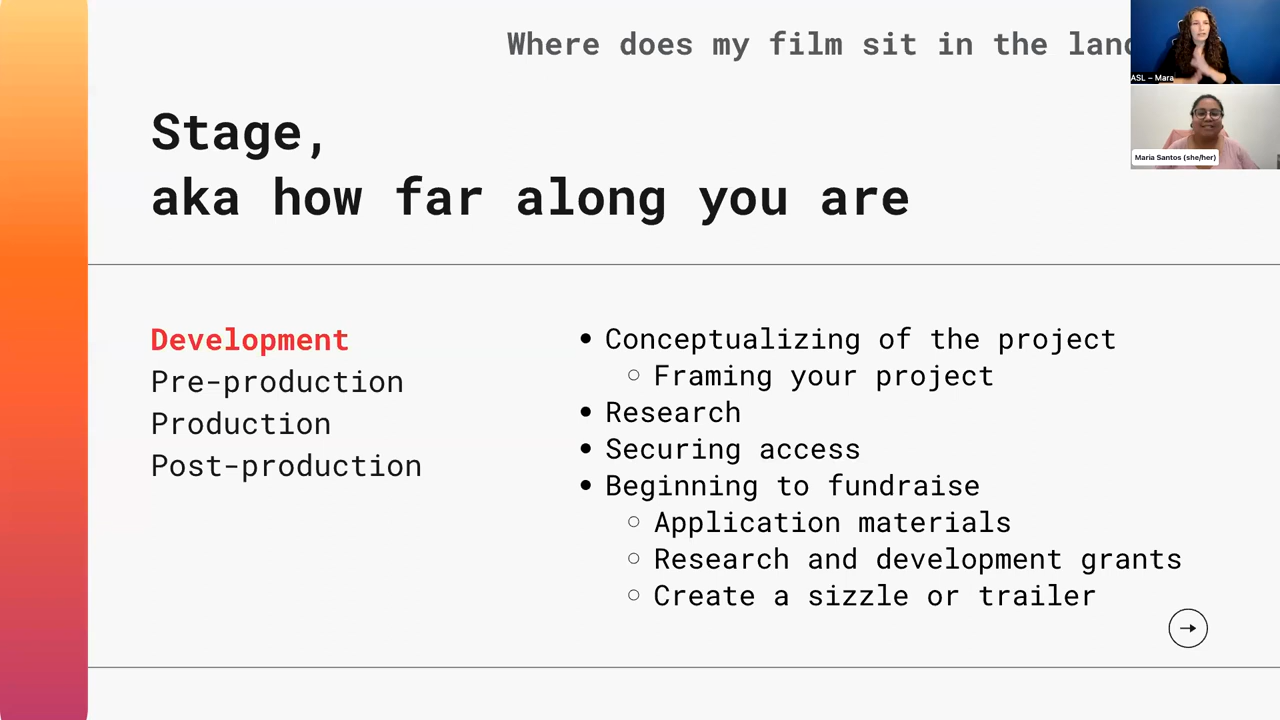 Where does my film sit in the
ASL – Mara
Maria Santos (she/her)
Stage,
aka how far along you are
Development
Pre-production
Production
Post-production
• Conceptualizing of the project
○ Framing your project
• Research
• Securing access
• Beginning to fundraise
○ Application materials
○ Research and development grants
○ Create a sizzle or trailer